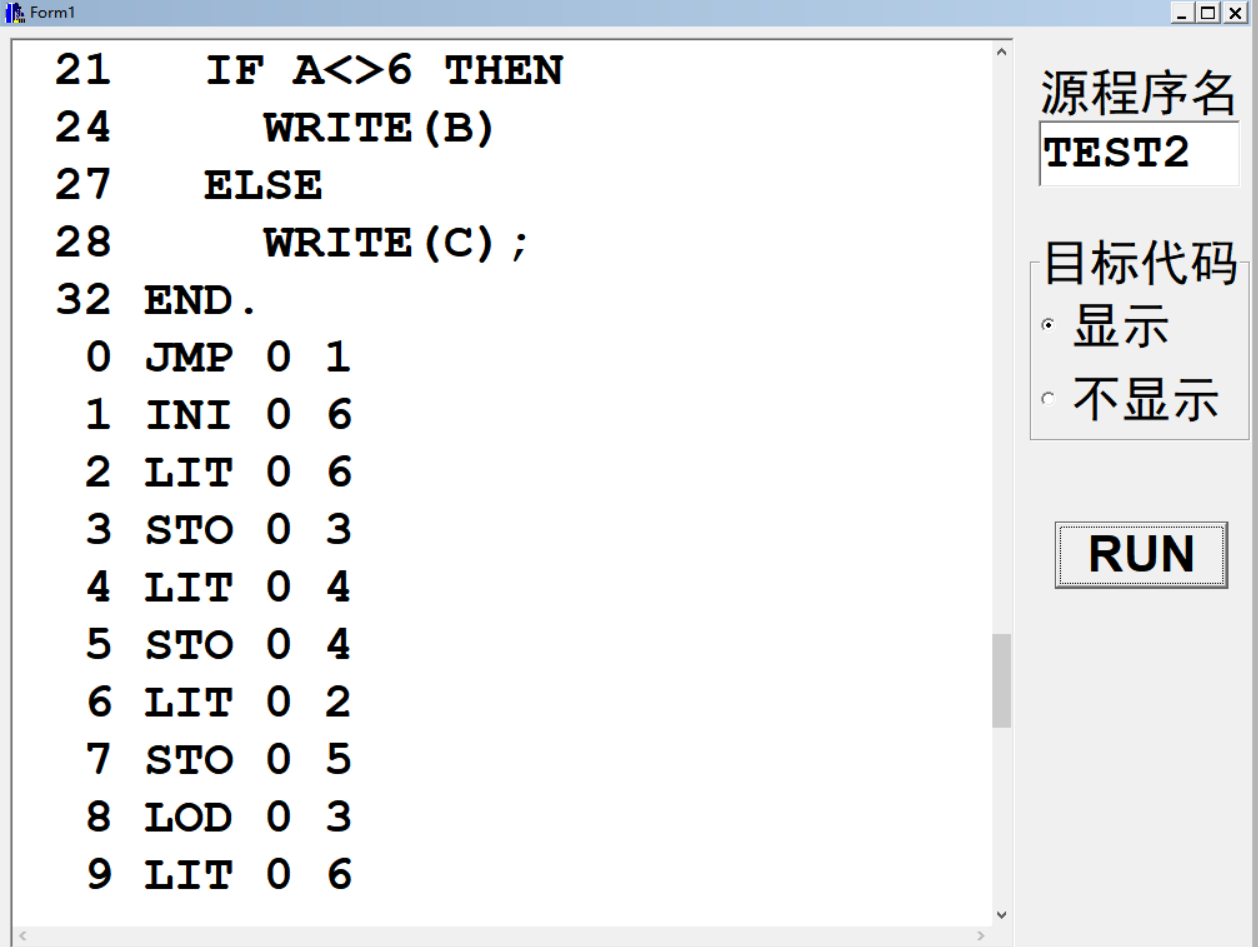 Form1
21 IF A<>6 THEN
24 WRITE(B)
27 ELSE
28 WRITE(C);
32 END.
0 JMP 0 1
1 INI 0 6
2 LIT 0 6
3 STO 0 3
4 LIT 0 4
5 STO 0 4
6 LIT 0 2
7 STO 0 5
8 LOD 0 3
9 LIT 0 6
源程序名
TEST2
目标代码
显示
不显示
RUN